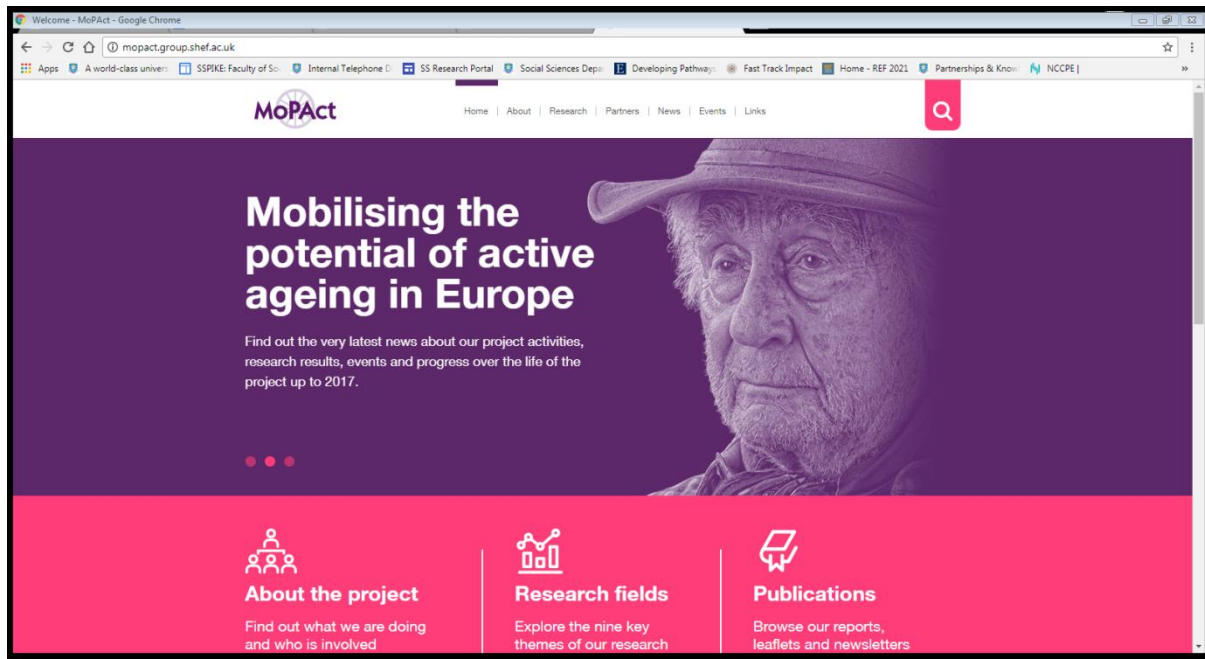 Welcome - MoPAct - Google Chrome
mopact.group.shef.ac.uk
Apps A world-class univers SSPIKE: Faculty of So Internal Telephone D SS Research Portal Social Sciences Depa Developing Pathways Fast Track Impact Home - REF 2021 Partnerships & Know NCCPE | »
MoPAct
Home | About | Research | Partners | News | Events | Links
Mobilising the
potential of active
ageing in Europe
Find out the very latest news about our project activities,
research results, events and progress over the life of the
project up to 2017.
About the project
Find out what we are doing
and who is involved
Research fields
Explore the nine key
themes of our research
Publications
Browse our reports,
leaflets and newsletters